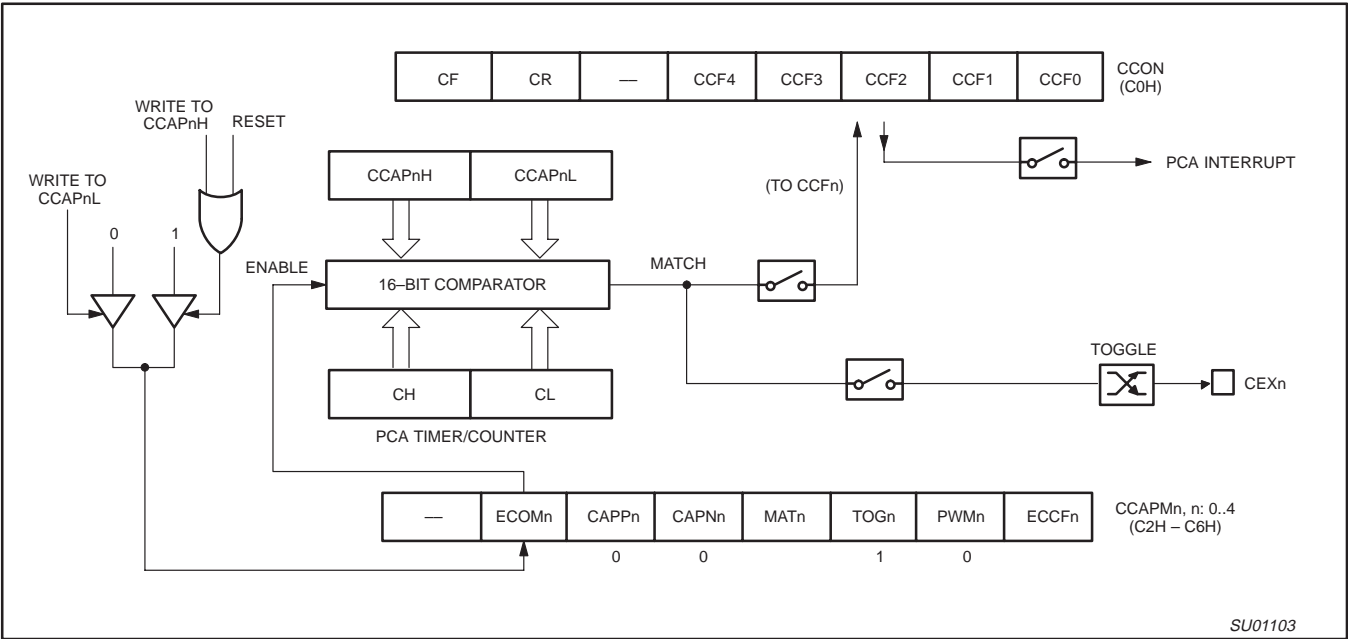 CF CR — CCF4 CCF3 CCF2 CCF1 CCF0
CCON
(C0H)
WRITE TO
CCAPnH
RESET
WRITE TO
CCAPnL
0 1
CCAPnH CCAPnL
(TO CCFn)
PCA INTERRUPT
ENABLE
16–BIT COMPARATOR
MATCH
CH CL
PCA TIMER/COUNTER
TOGGLE
CEXn
— ECOMn CAPPn CAPNn MATn TOGn PWMn ECCFn
CCAPMn, n: 0..4
(C2H – C6H)
0 0 1 0
SU01103